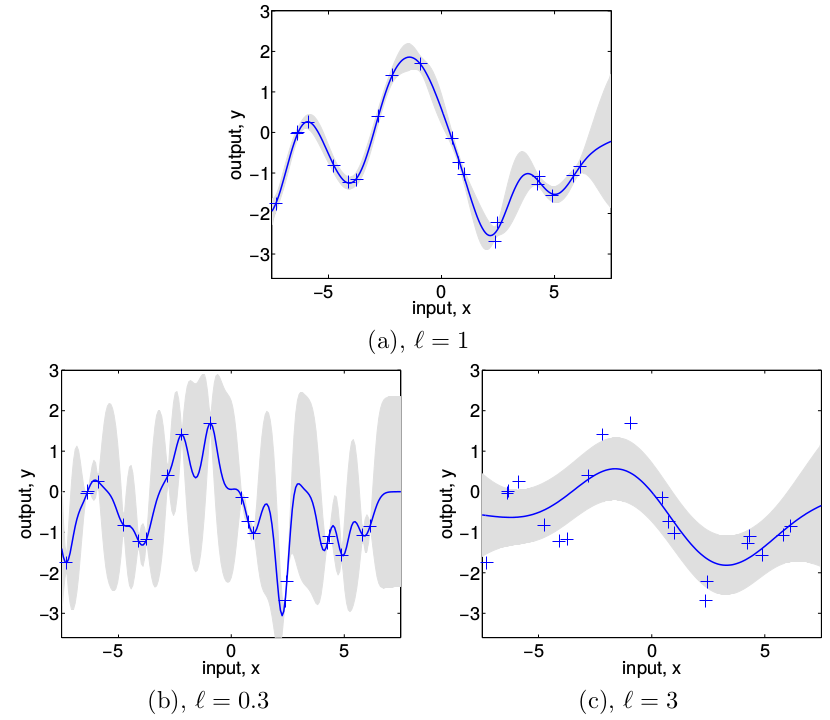 3
2
1
0
−1
−2
−3
output, y
−5 0 5
input, x
(a), ℓ = 1
3
2
1
0
−1
−2
−3
output, y
−5 0 5
input, x
(b), ℓ = 0.3
3
2
1
0
−1
−2
−3
output, y
−5 0 5
input, x
(c), ℓ = 3